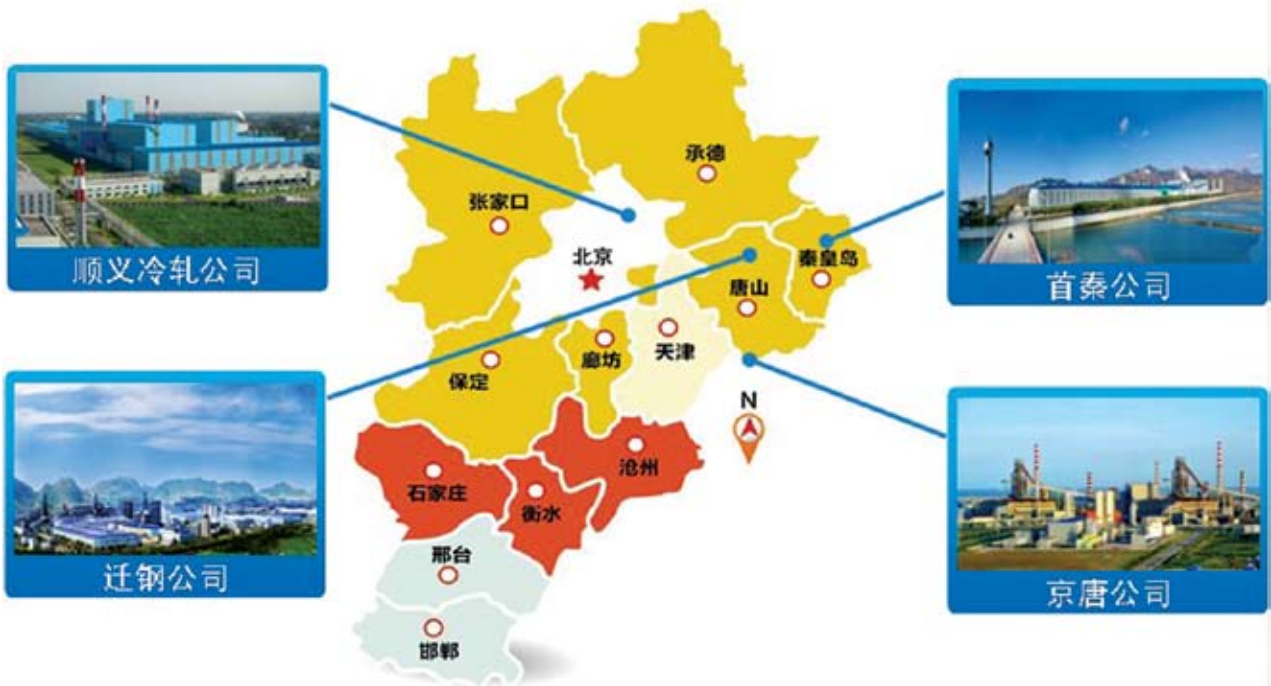 承德
张家口
北京
秦皇岛
唐山
廊坊
天津
保定
N
沧州
石家庄
衡水
邢台
邯郸
顺义冷轧公司
首秦公司
迁钢公司
京唐公司